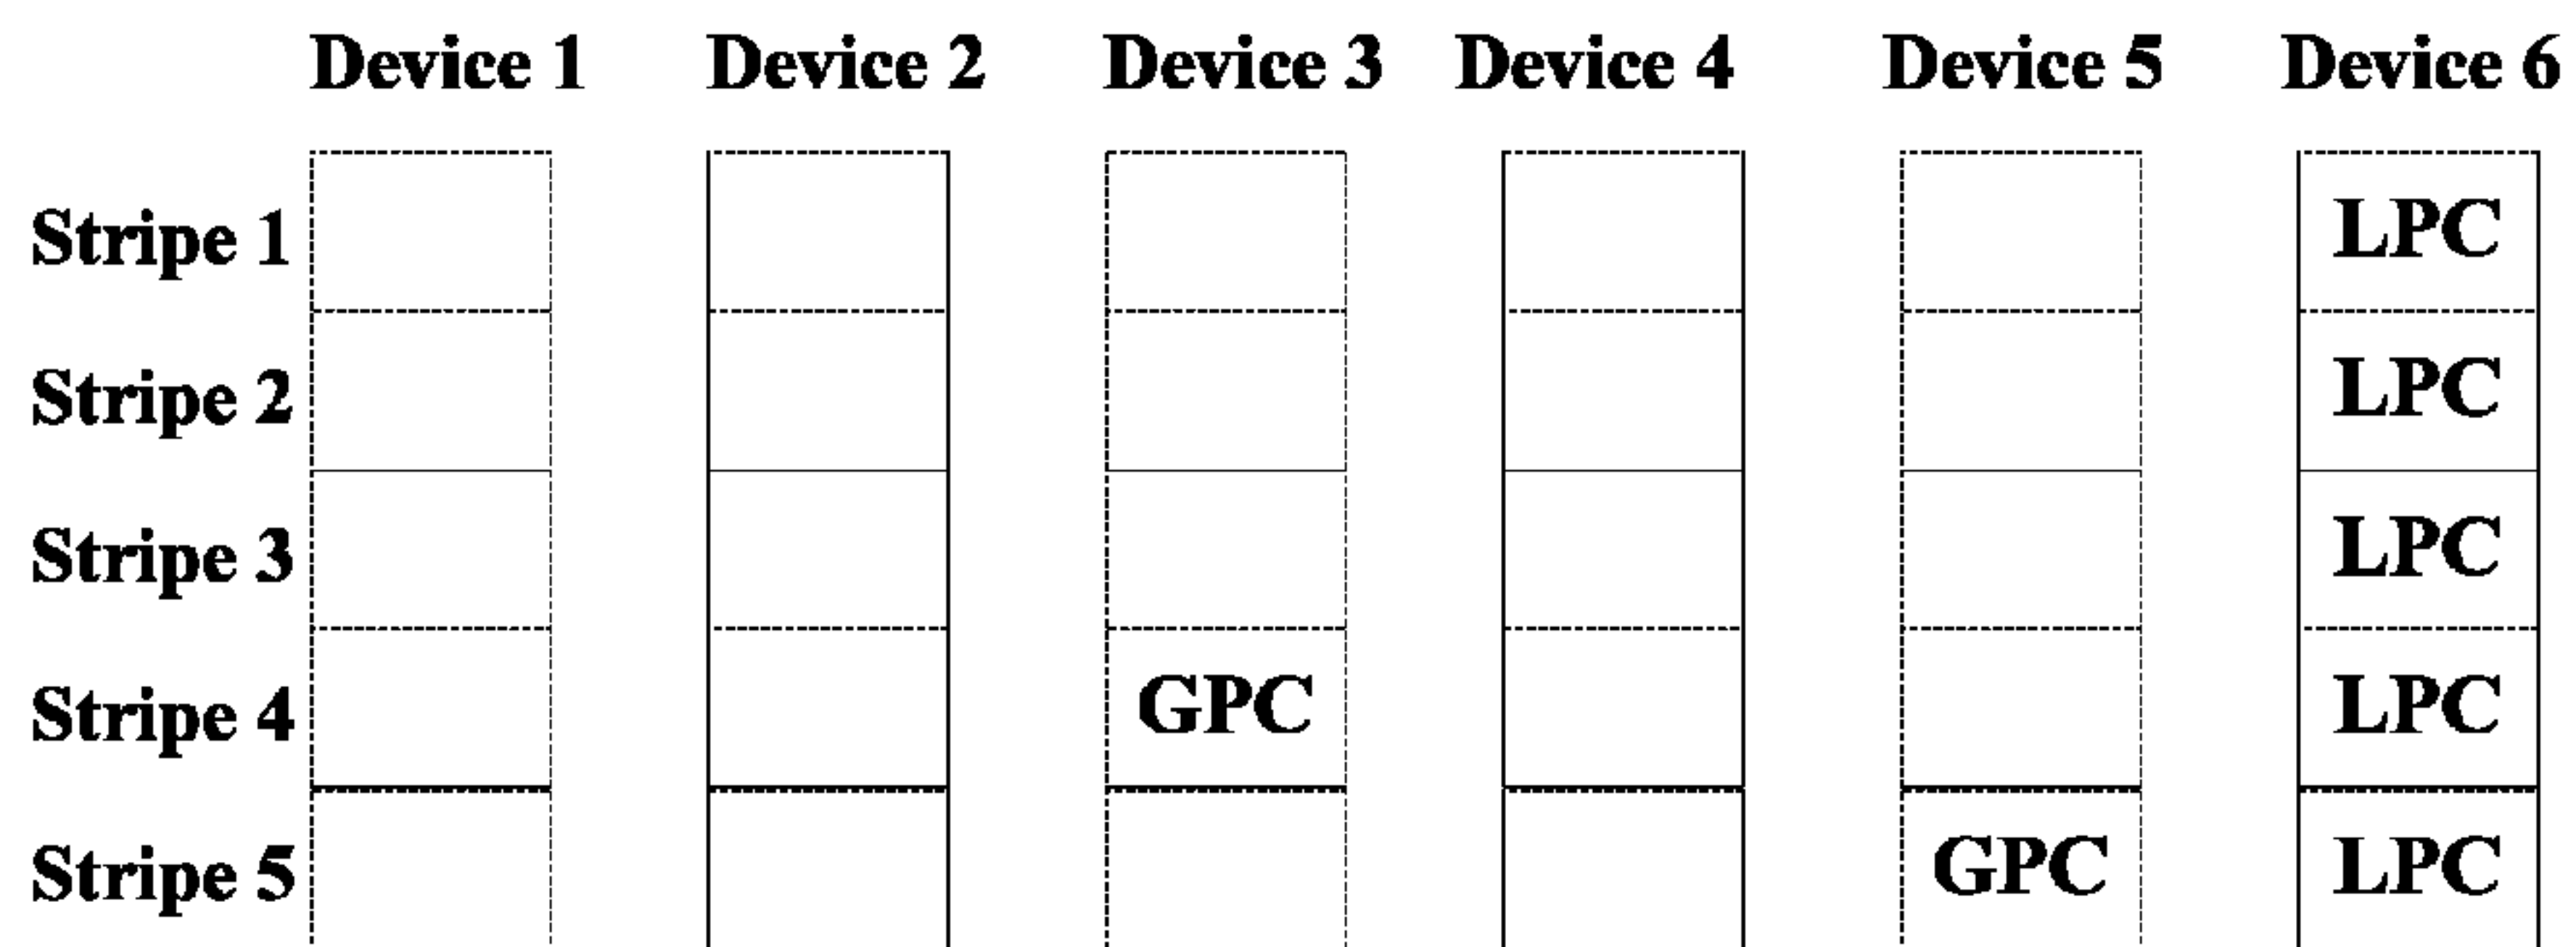 Device 1 Device 2 Device 3 Device 4 Device 5 Device 6
Stripe 1 LPC
Stripe 2 LPC
Stripe 3 LPC
Stripe 4 GPC LPC
Stripe 5 GPC LPC